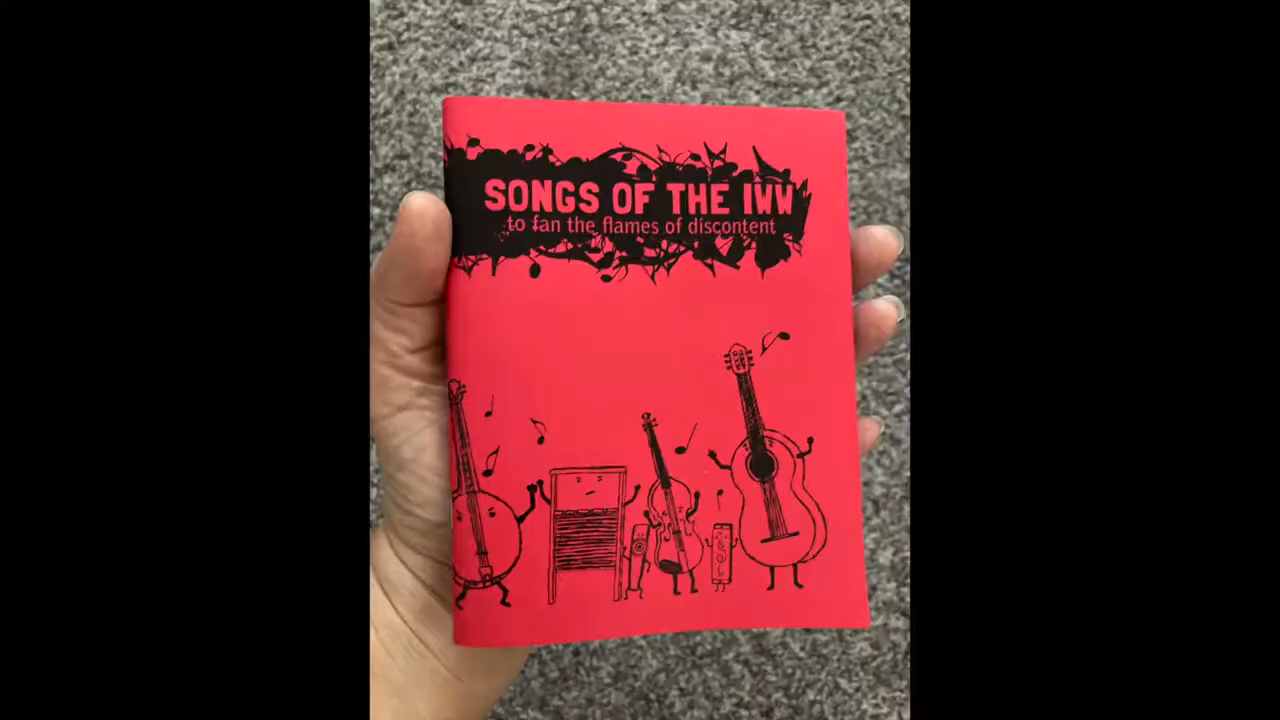 SONGS OF THE IWW
to fan the flames of discontent